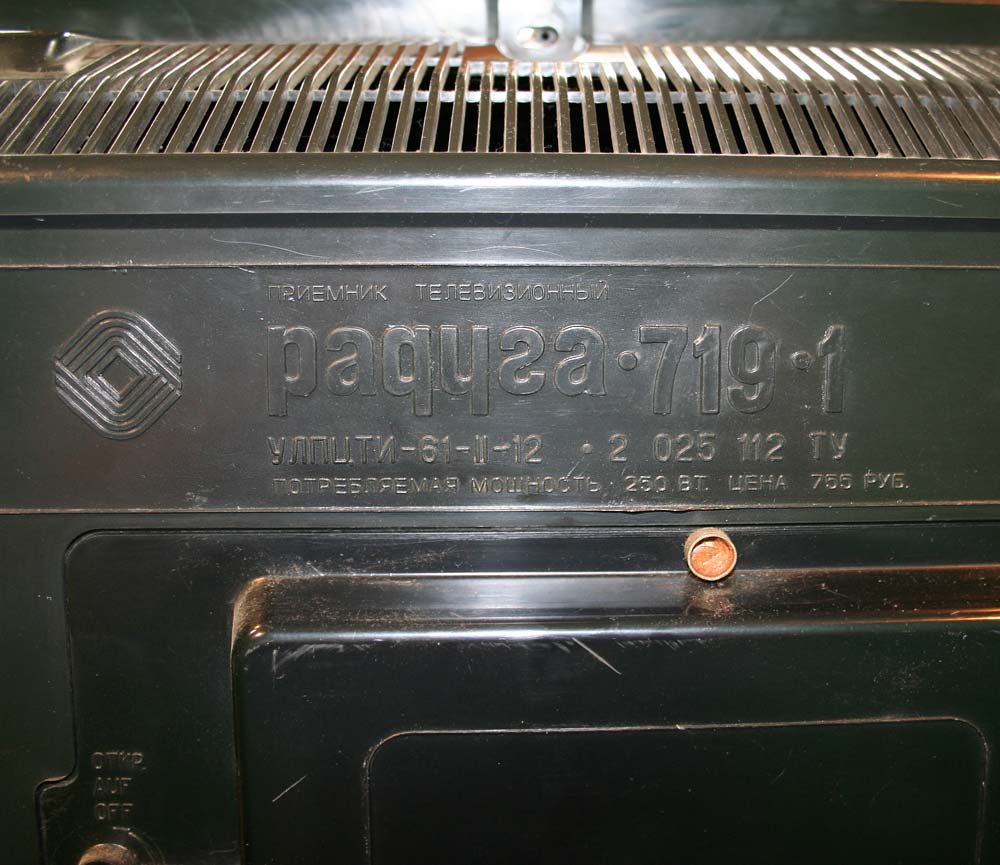 ПРИЕМНИК ТЕЛЕВИЗИОННЫЙ
радуга·719·1
УЛПЦТИ-61-II-12 · 2 025 112 ТУ
ПОТРЕБЛЯЕМАЯ МОЩНОСТЬ 250 ВТ. ЦЕНА 755 РУБ.
ОТКР.
AUF
OFF